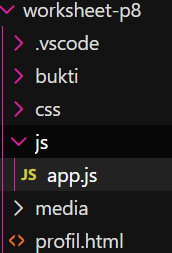 worksheet-p8
.vscode
bukti
css
js
JS app.js
media
<> profil.html